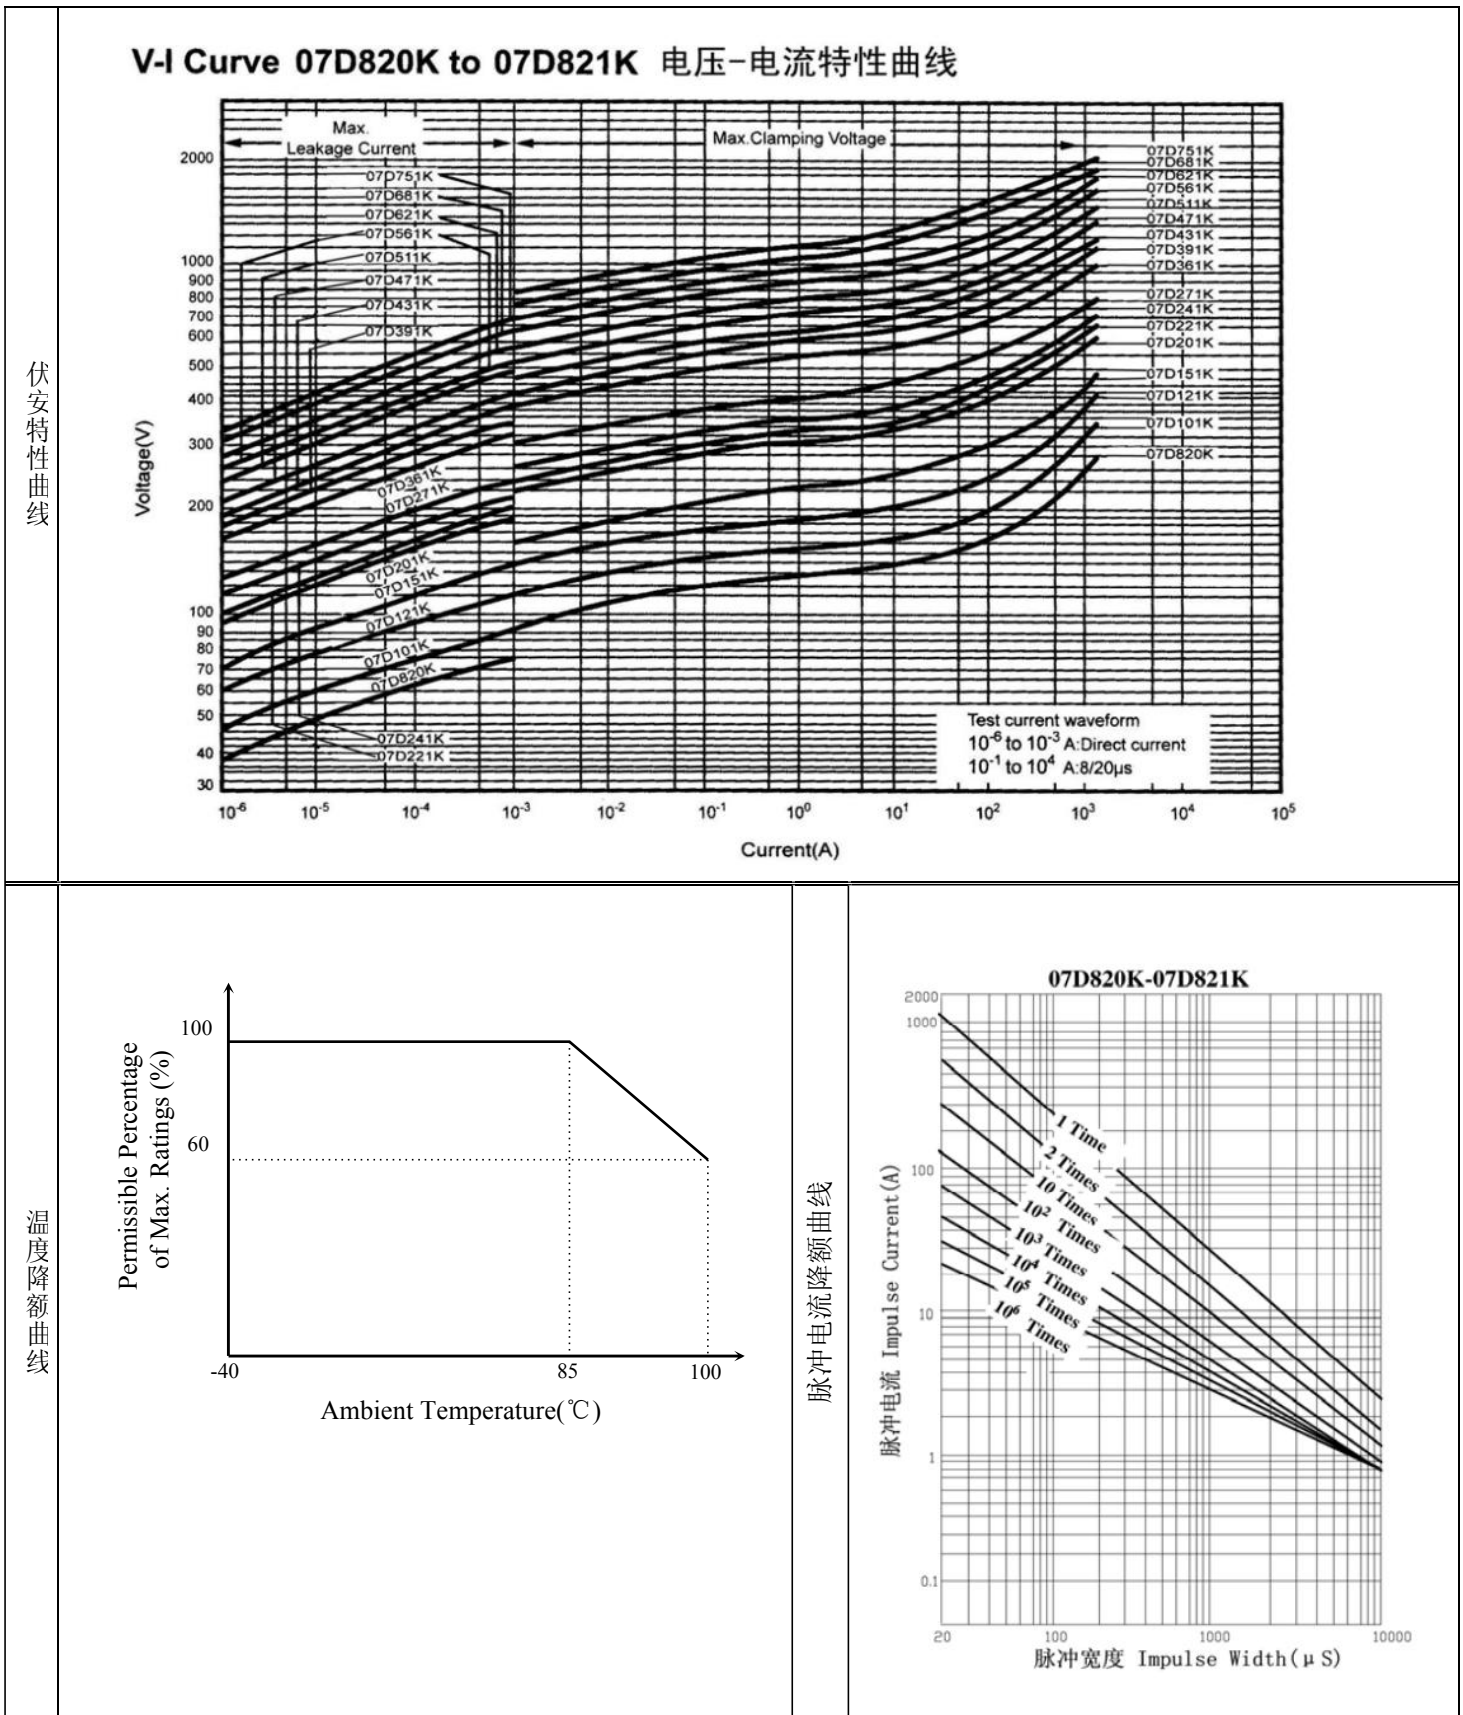 V-I Curve 07D820K to 07D821K 电压-电流特性曲线
Max.
Leakage Current
Max.Clamping Voltage
2000
1000
900
800
700
600
500
400
300
200
100
90
80
70
60
50
40
30
Voltage(V)
07D751K
07D681K
07D621K
07D561K
07D511K
07D471K
07D431K
07D391K
07D361K
07D271K
07D201K
07D151K
07D121K
07D101K
07D820K
07D241K
07D221K
07D751K
07D681K
07D621K
07D561K
07D511K
07D471K
07D431K
07D391K
07D361K
07D271K
07D241K
07D221K
07D201K
07D151K
07D121K
07D101K
07D820K
Test current waveform
10⁻⁶ to 10⁻³ A:Direct current
10⁻¹ to 10⁴ A:8/20μs
10⁻⁶ 10⁻⁵ 10⁻⁴ 10⁻³ 10⁻² 10⁻¹ 10⁰ 10¹ 10² 10³ 10⁴ 10⁵
Current(A)
伏安特性曲线
温度降额曲线
Permissible Percentage
of Max. Ratings (%)
100
60
-40 85 100
Ambient Temperature(℃)
脉冲电流降额曲线
07D820K-07D821K
脉冲电流 Impulse Current(A)
2000
1000
100
10
1
0.1
1 Time
2 Times
10 Times
10² Times
10³ Times
10⁴ Times
10⁵ Times
10⁶ Times
20 100 1000 10000
脉冲宽度 Impulse Width(μS)